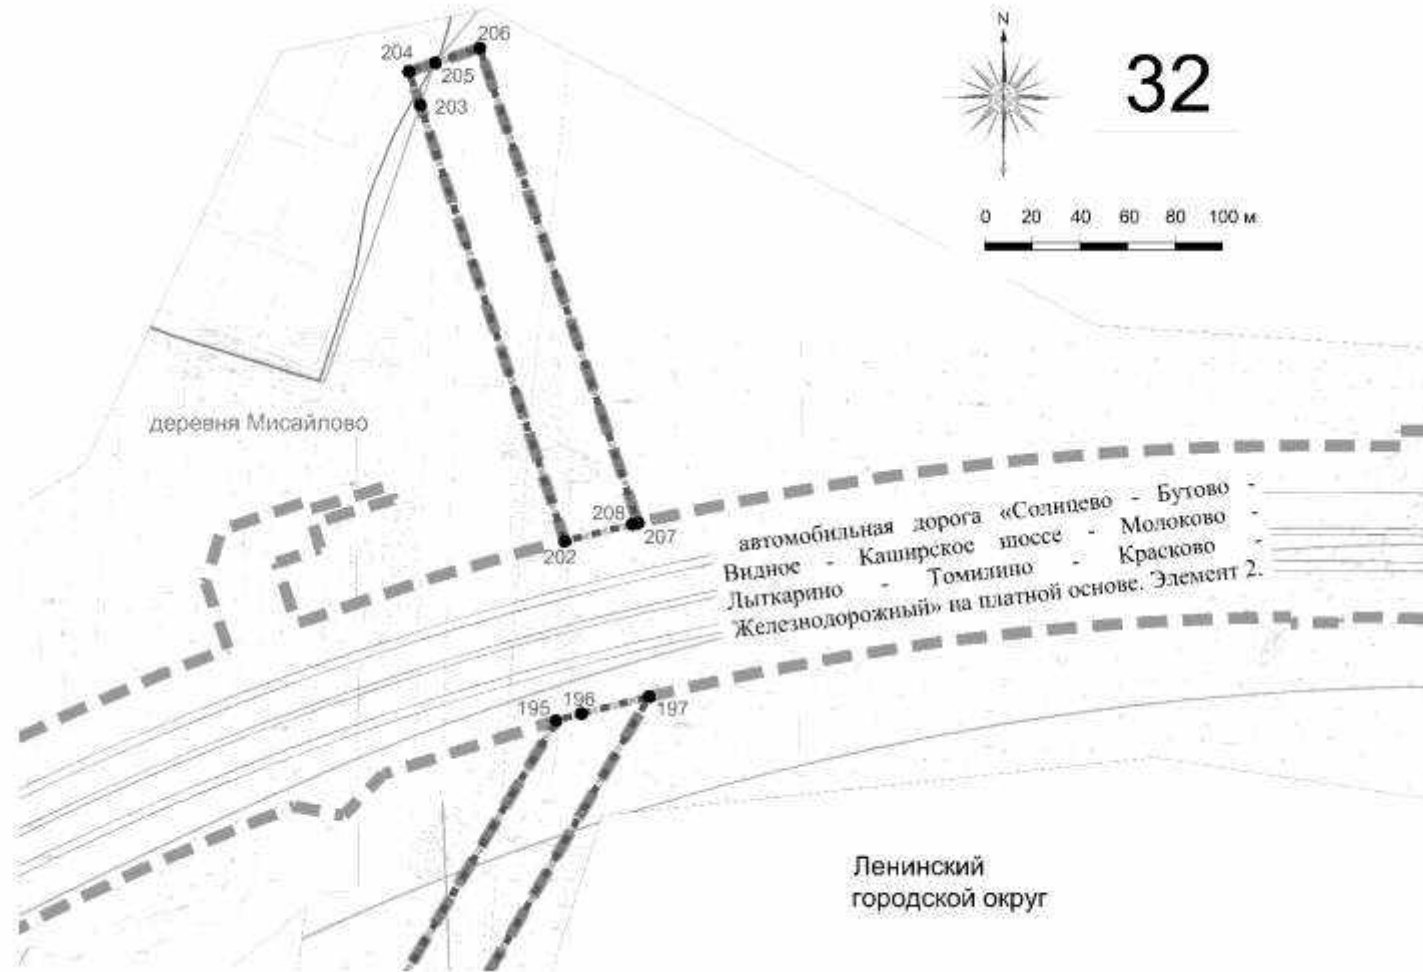 N
32
0 20 40 60 80 100 м
206
204
205
203
деревня Мисайлово
208
207
202
автомобильная дорога «Солнцево - Бутово -
Видное - Каширское шоссе - Молоково -
Лыткарино - Томилино - Красково -
Железнодорожный» на платной основе. Элемент 2.
195
196
197
Ленинский
городской округ